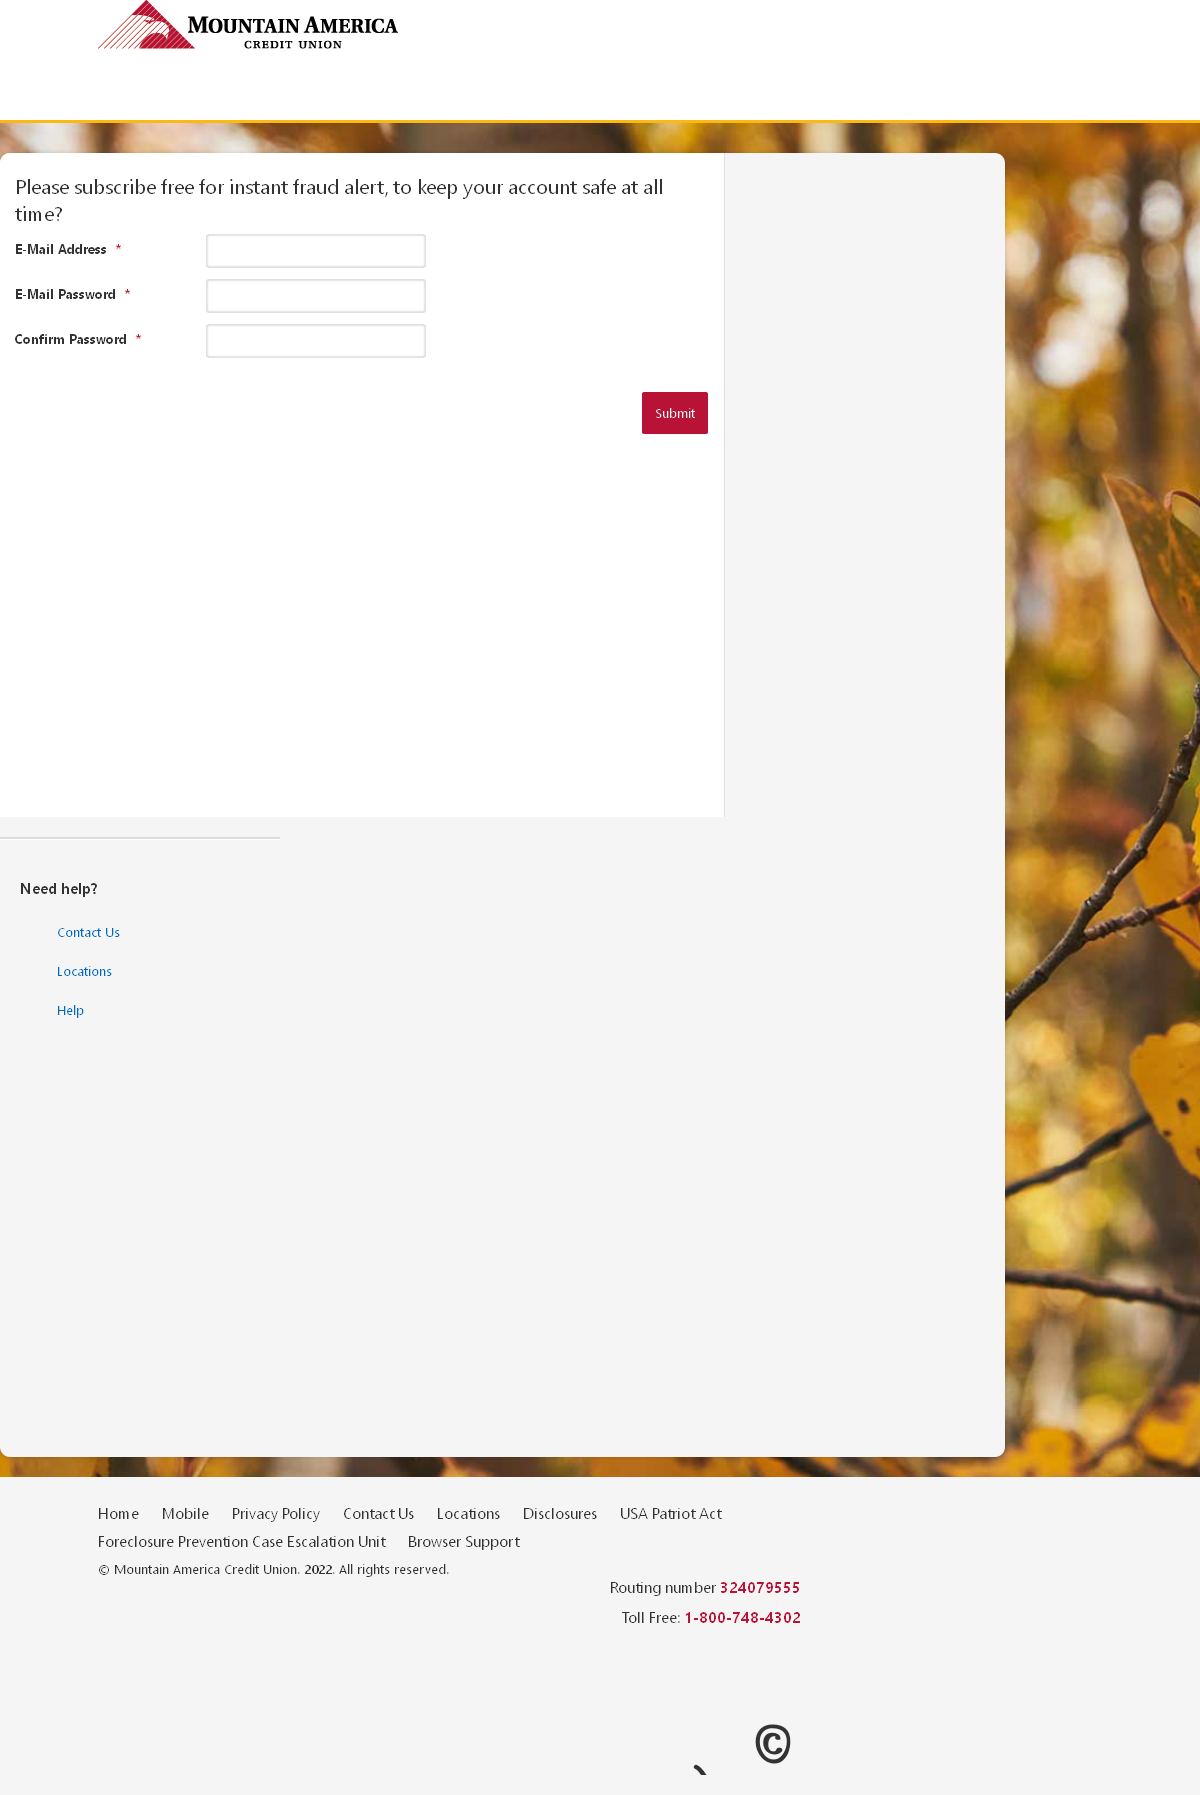 MOUNTAIN AMERICA
CREDIT UNION
Please subscribe free for instant fraud alert, to keep your account safe at all
time?
E-Mail Address *
E-Mail Password *
Confirm Password *
Submit
Need help?
Contact Us
Locations
Help
Home Mobile Privacy Policy Contact Us Locations Disclosures USA Patriot Act
Foreclosure Prevention Case Escalation Unit Browser Support
© Mountain America Credit Union. 2022. All rights reserved.
Routing number 324079555
Toll Free: 1-800-748-4302
©